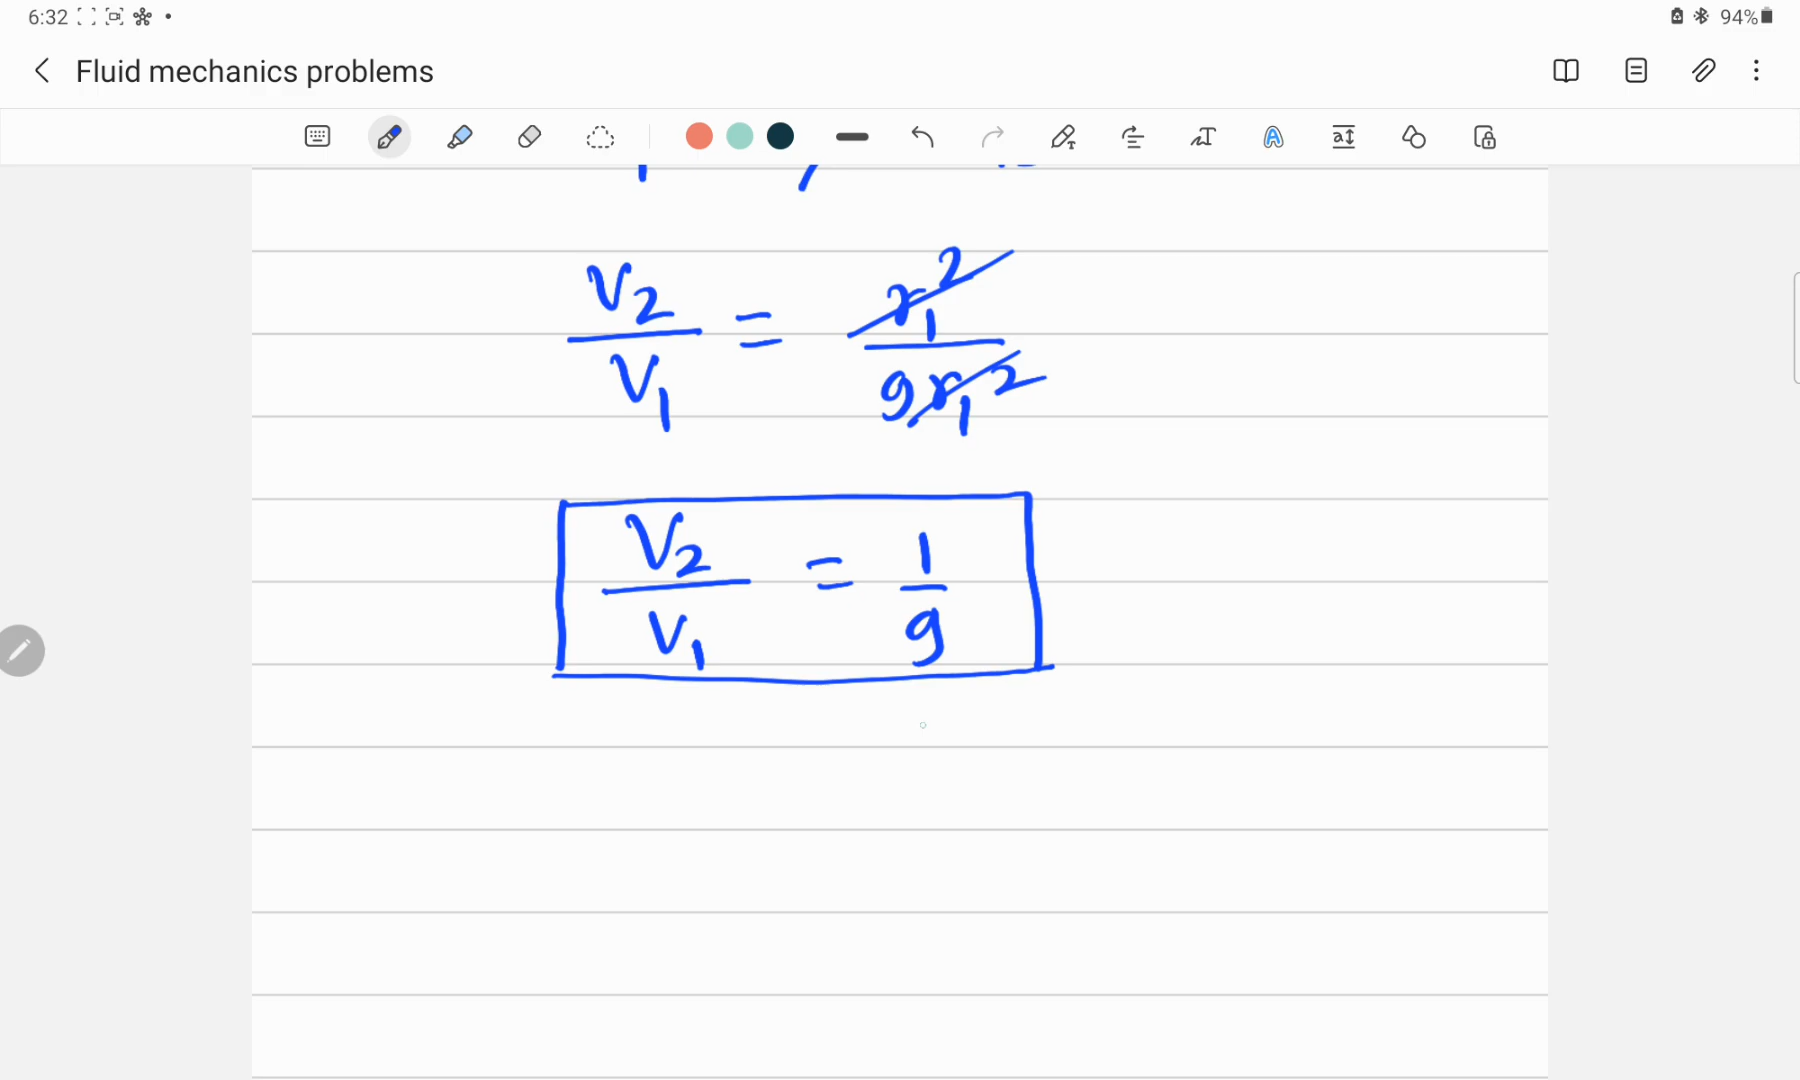 6:32 94%
Fluid mechanics problems
V₂/V₁ = r₁²/9r₁²
V₂/V₁ = 1/9